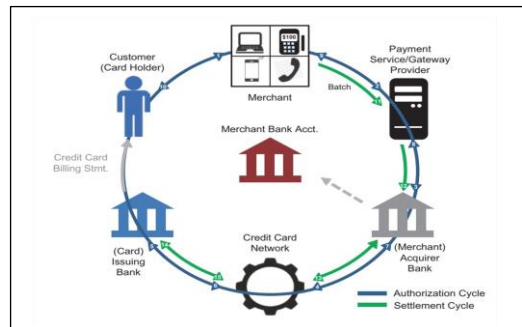 Customer
(Card Holder)
$100
Merchant
Batch
Payment
Service/Gateway
Provider
Merchant Bank Acct.
Credit Card
Billing Stmt.
(Card)
Issuing
Bank
Credit Card
Network
(Merchant)
Acquirer
Bank
Authorization Cycle
Settlement Cycle